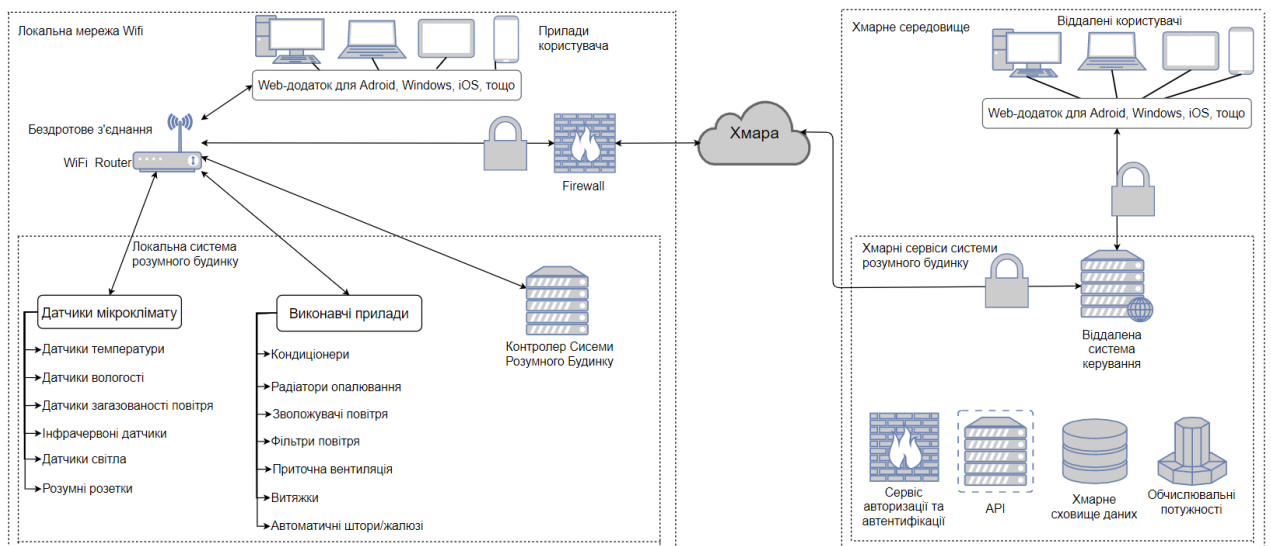 Локальна мережа Wifi
Прилади
користувача
Web-додаток для Adroid, Windows, iOS, тощо
Бездротове з'єднання
WiFi Router
Firewall
Локальна система
розумного будинку
Датчики мікроклімату
Датчики температури
Датчики вологості
Датчики загазованості повітря
Інфрачервоні датчики
Датчики світла
Розумні розетки
Виконавчі прилади
Кондиціонери
Радіатори опалювання
Зволожувачі повітря
Фільтри повітря
Приточна вентиляція
Витяжки
Автоматичні штори/жалюзі
Контролер Сисеми
Розумного Будинку
Хмара
Хмарне середовище
Віддалені користувачі
Web-додаток для Adroid, Windows, iOS, тощо
Хмарні сервіси системи
розумного будинку
Віддалена
система
керування
Сервіс
авторизації та
автентифікації
API
Хмарне
сховище даних
Обчислювальні
потужності